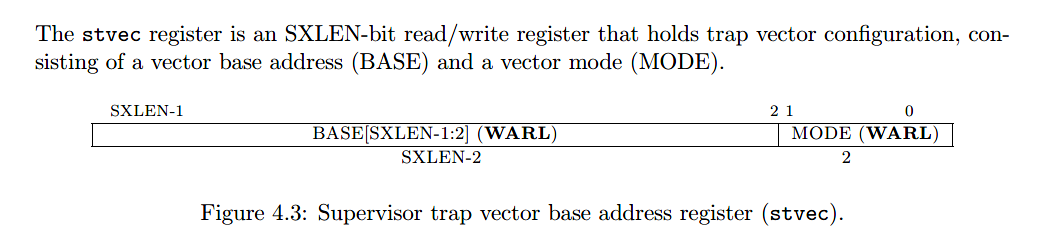 The stvec register is an SXLEN-bit read/write register that holds trap vector configuration, con-
sisting of a vector base address (BASE) and a vector mode (MODE).
SXLEN-1 2 1 0
BASE[SXLEN-1:2] (WARL) MODE (WARL)
SXLEN-2 2
Figure 4.3: Supervisor trap vector base address register (stvec).